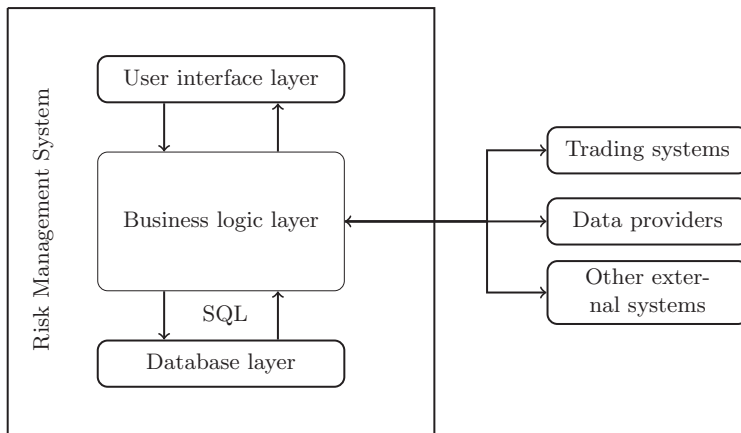 Risk Management System
User interface layer
Business logic layer
SQL
Database layer
Trading systems
Data providers
Other exter-
nal systems